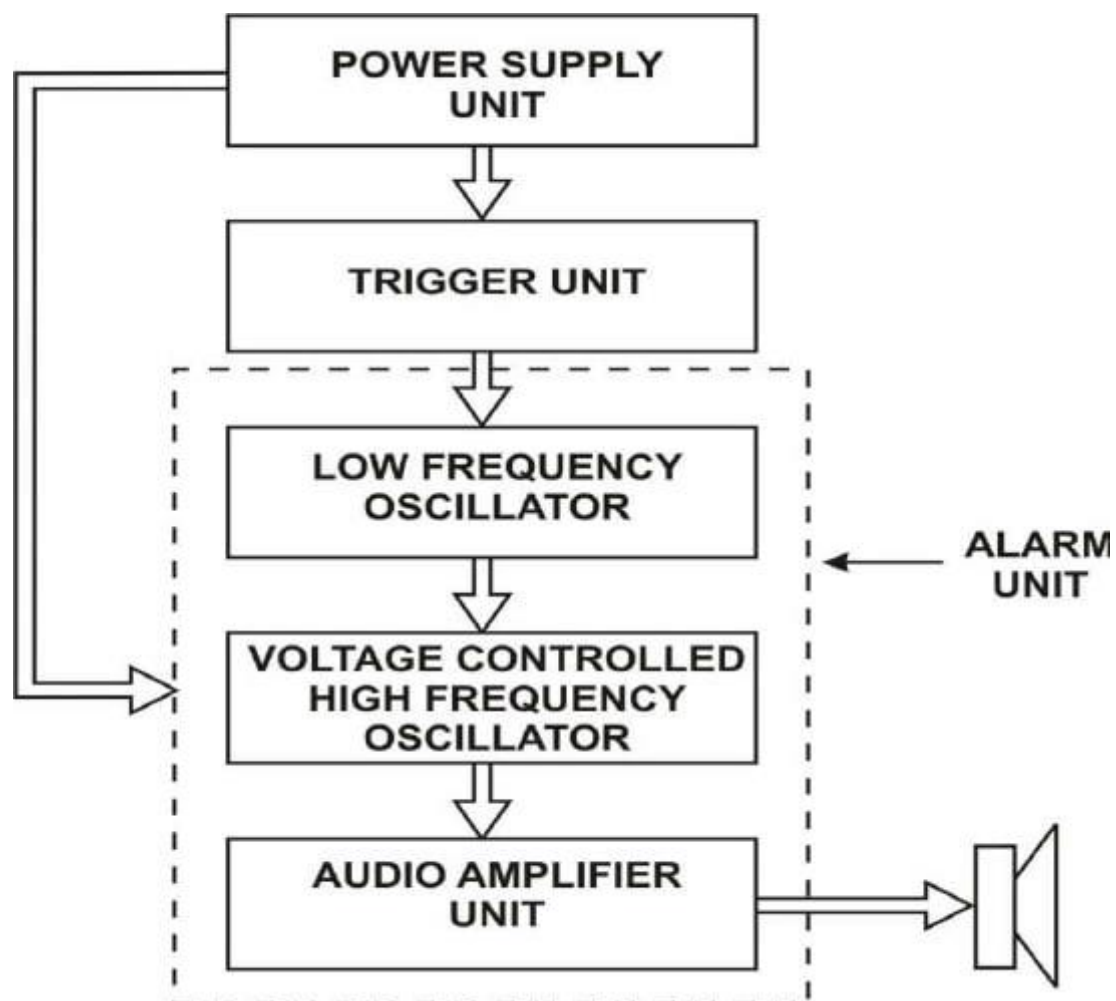 POWER SUPPLY
UNIT
TRIGGER UNIT
LOW FREQUENCY
OSCILLATOR
ALARM
UNIT
VOLTAGE CONTROLLED
HIGH FREQUENCY
OSCILLATOR
AUDIO AMPLIFIER
UNIT